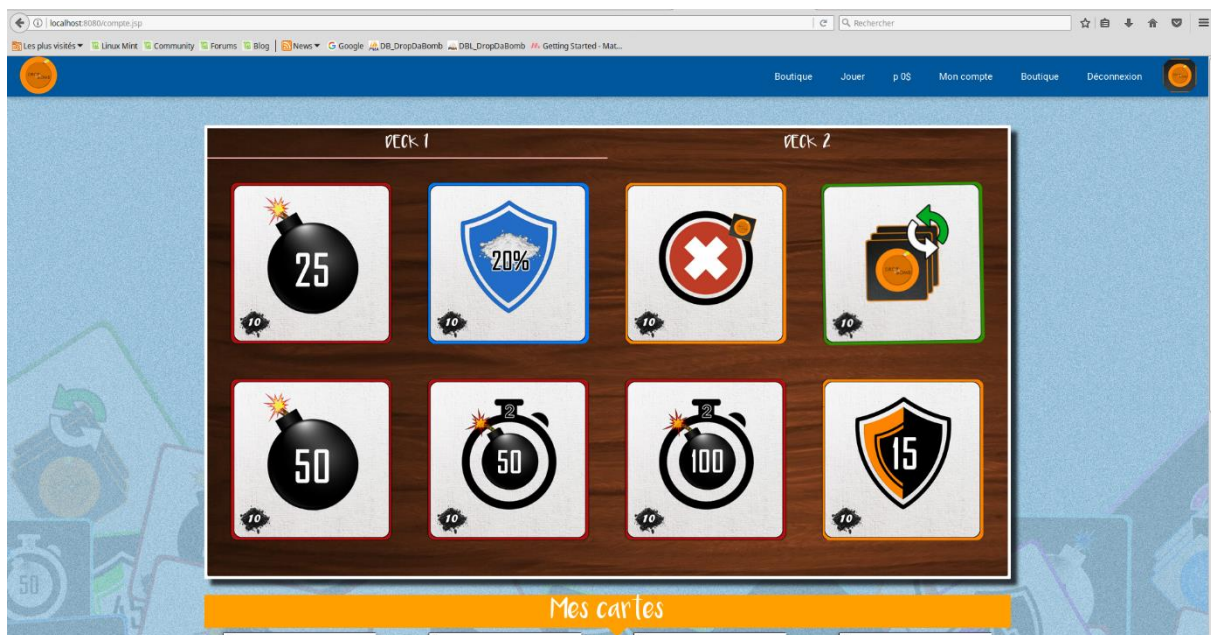 localhost:8080/compte.jsp
Rechercher
Les plus visités Linux Mint Community Forums Blog News Google DB_DropDaBomb DBL_DropDaBomb Getting Started - Mat...
Boutique Jouer p 0$ Mon compte Boutique Déconnexion
DECK 1 DECK 2
25 20%
10 10 10 10
2 2
50 50 100 15
10 10 10 10
50
45
Mes cartes